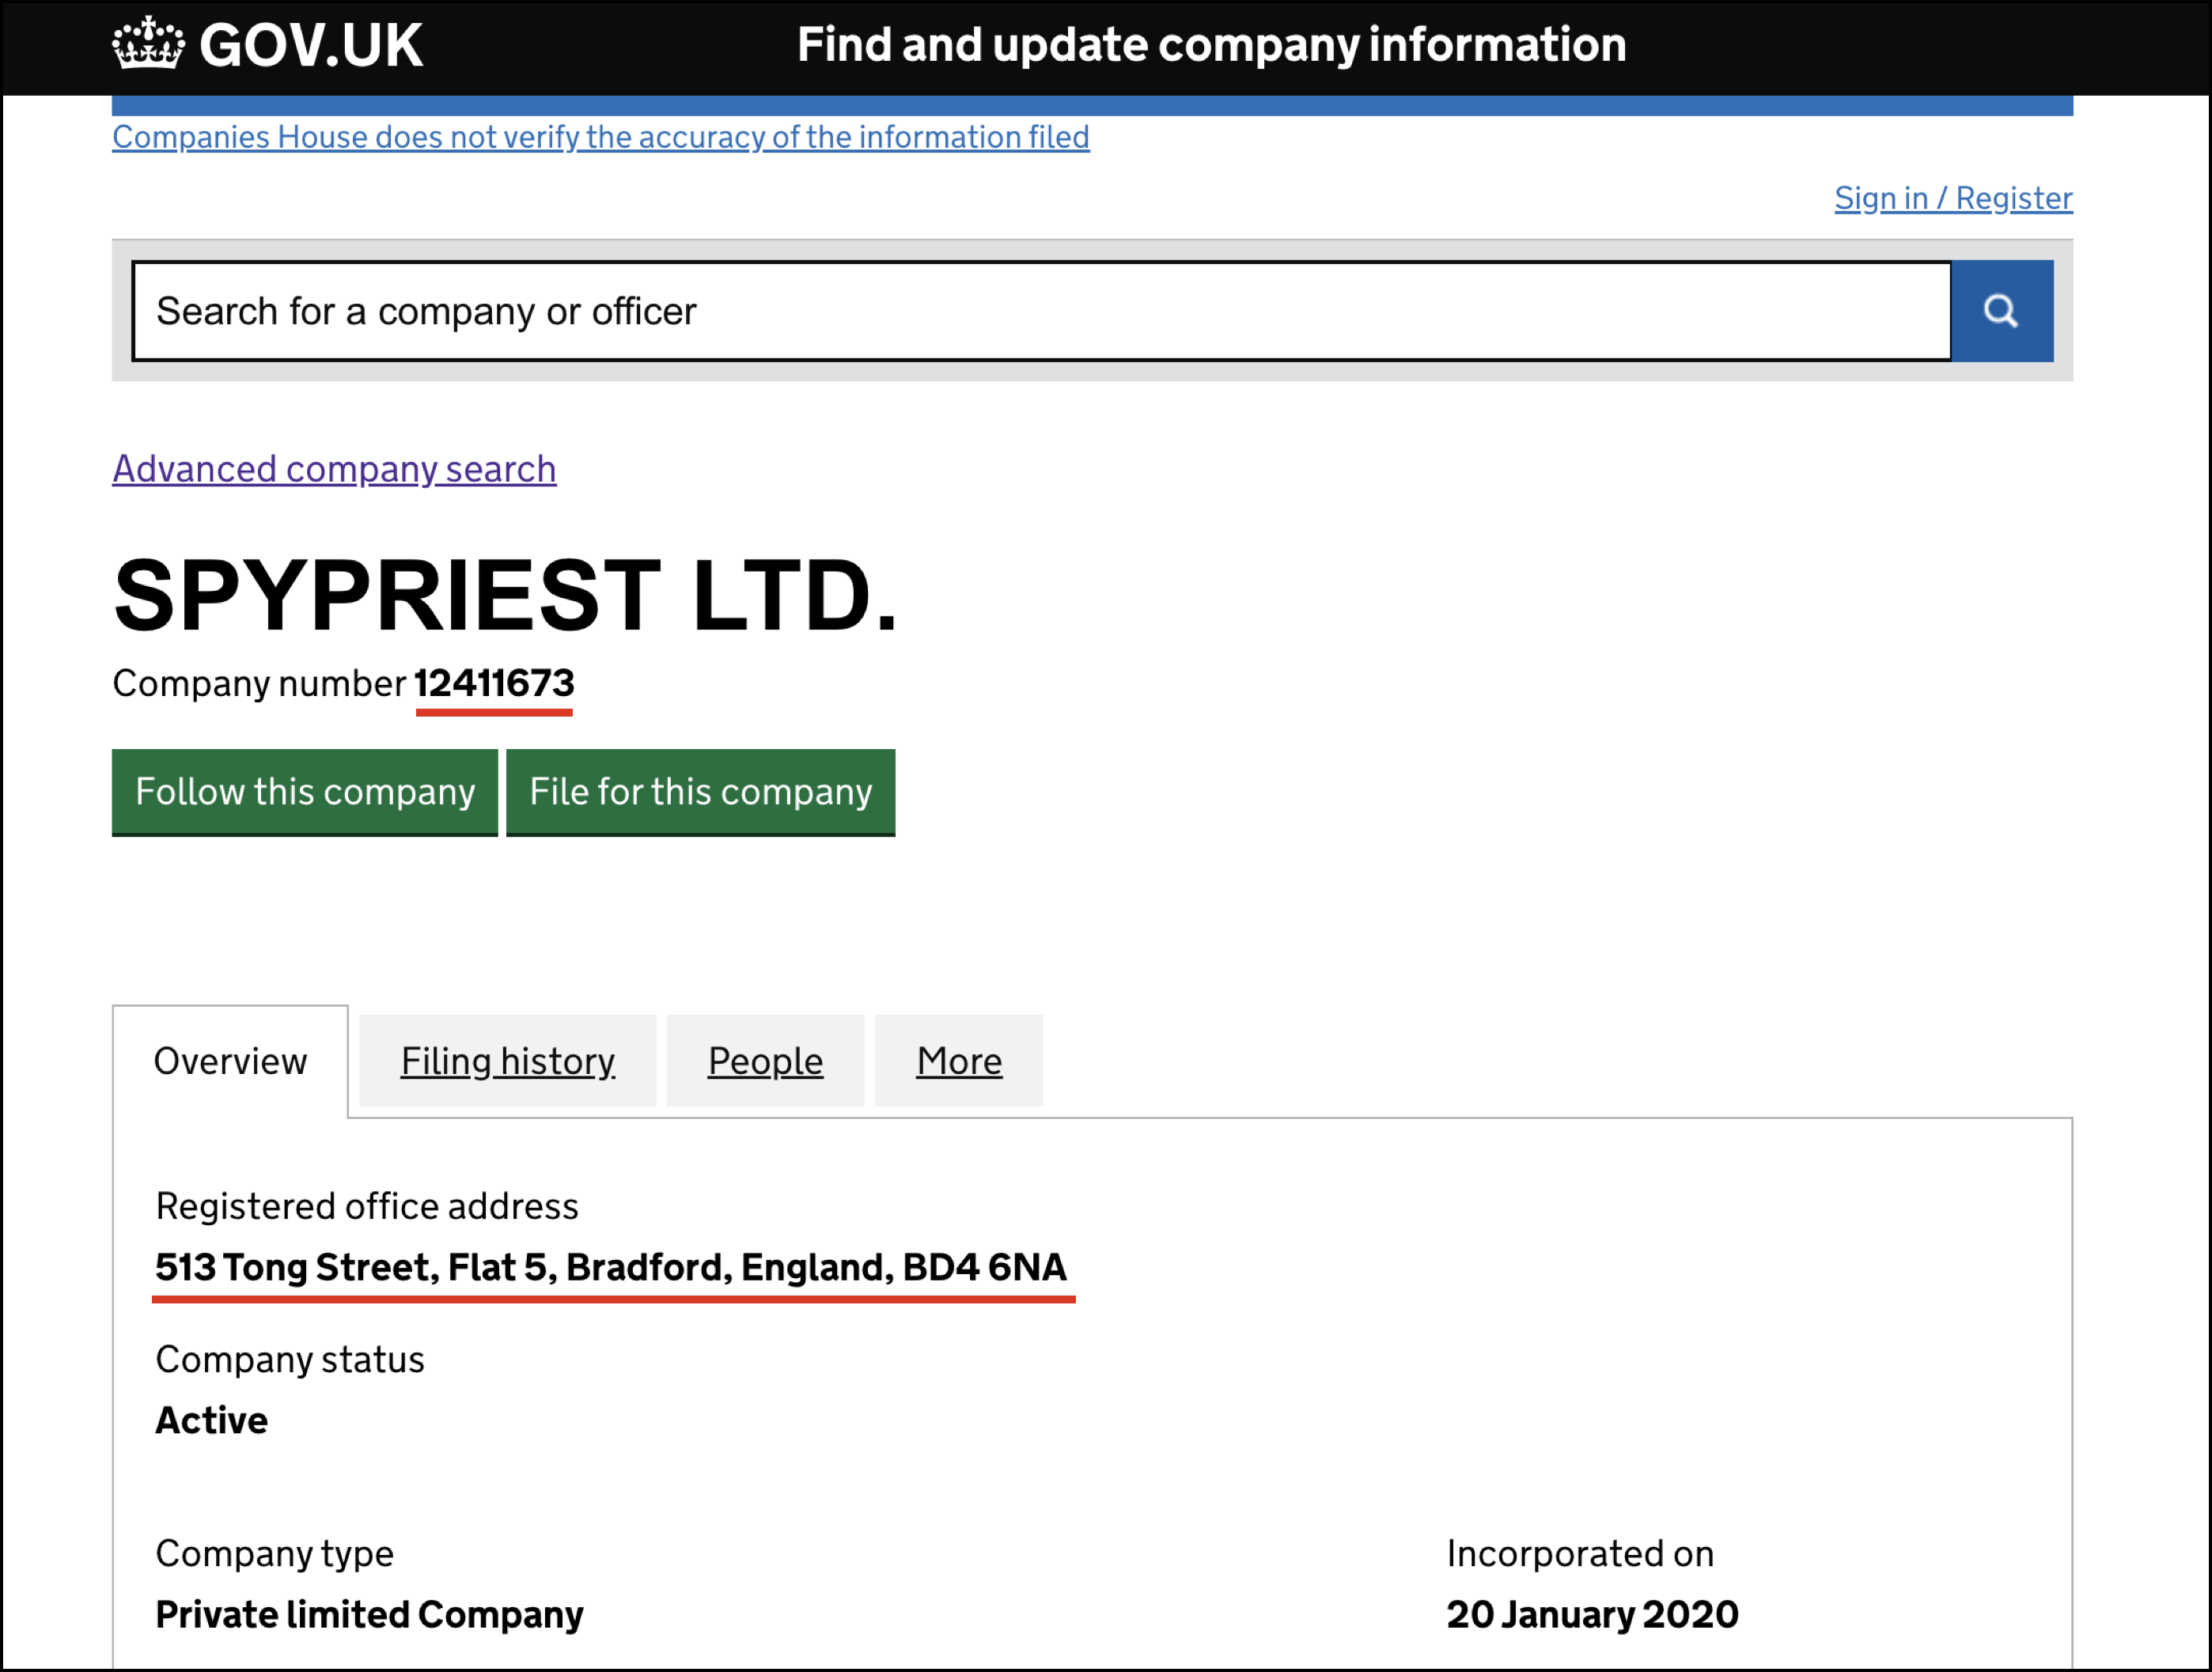 GOV.UK
Find and update company information
Companies House does not verify the accuracy of the information filed
Sign in / Register
Search for a company or officer
Advanced company search
SPYPRIEST LTD.
Company number 12411673
Follow this company
File for this company
Overview
Filing history
People
More
Registered office address
513 Tong Street, Flat 5, Bradford, England, BD4 6NA
Company status
Active
Company type
Incorporated on
Private limited Company
20 January 2020